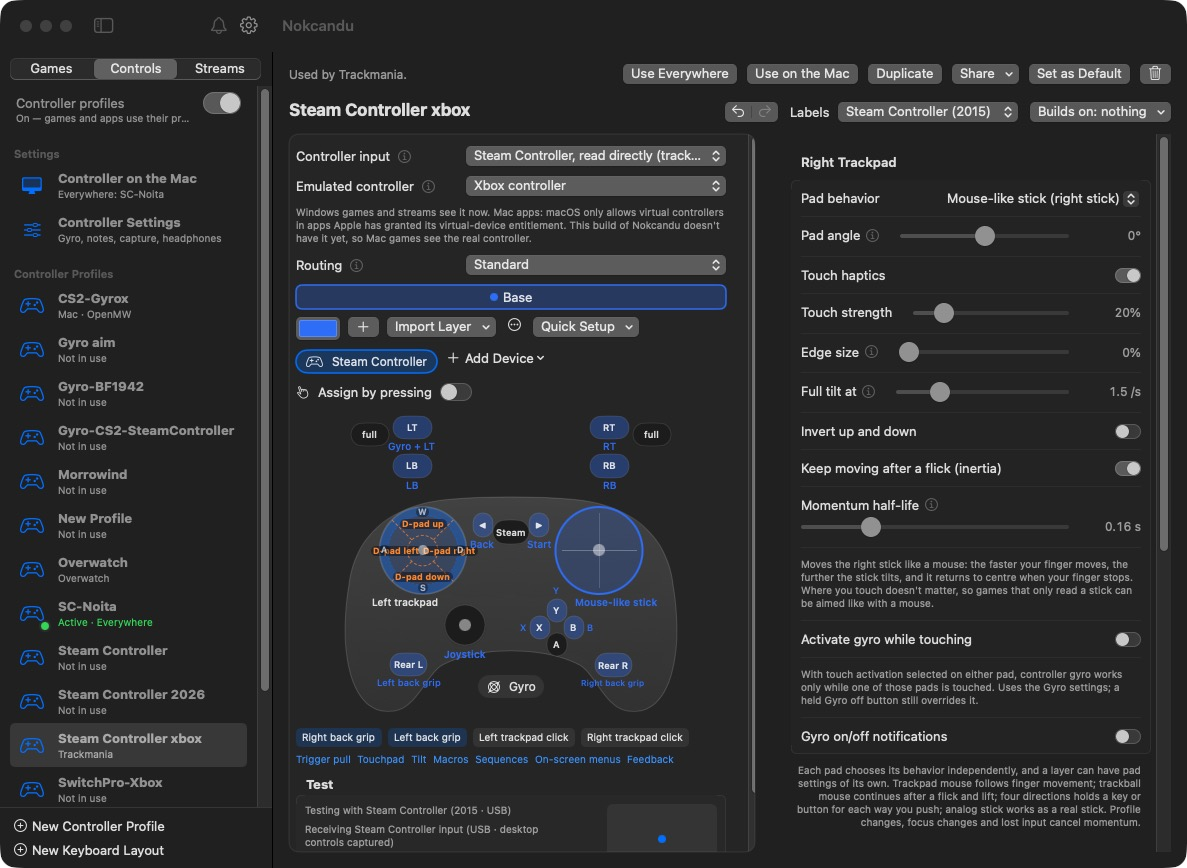 Nokcandu
Games Controls Streams
Controller profiles
On — games and apps use their pr...
Settings
Controller on the Mac
Everywhere: SC-Noita
Controller Settings
Gyro, notes, capture, headphones
Controller Profiles
CS2-Gyrox
Mac · OpenMW
Gyro aim
Not in use
Gyro-BF1942
Not in use
Gyro-CS2-SteamController
Not in use
Morrowind
Not in use
New Profile
Not in use
Overwatch
Overwatch
SC-Noita
Active · Everywhere
Steam Controller
Not in use
Steam Controller 2026
Not in use
Steam Controller xbox
Trackmania
SwitchPro-Xbox
Not in use
New Controller Profile
New Keyboard Layout
Used by Trackmania.
Use Everywhere Use on the Mac Duplicate Share Set as Default
Steam Controller xbox
Labels Steam Controller (2015) Builds on: nothing
Controller input Steam Controller, read directly (track...
Emulated controller Xbox controller
Windows games and streams see it now. Mac apps: macOS only allows virtual controllers
in apps Apple has granted its virtual-device entitlement. This build of Nokcandu doesn't
have it yet, so Mac games see the real controller.
Routing Standard
Base
Import Layer Quick Setup
Steam Controller Add Device
Assign by pressing
full LT RT full
Gyro + LT RT
LB RB
LB RB
W
D-pad up
Steam
Back Start
D-pad left A D-pad right D
D-pad down
S
Left trackpad Mouse-like stick
Y
Y
X X B B
A
Joystick
Rear L Rear R
Left back grip Right back grip
Gyro
Right back grip Left back grip Left trackpad click Right trackpad click
Trigger pull Touchpad Tilt Macros Sequences On-screen menus Feedback
Test
Testing with Steam Controller (2015 · USB)
Receiving Steam Controller input (USB · desktop
controls captured)
Right Trackpad
Pad behavior Mouse-like stick (right stick)
Pad angle 0°
Touch haptics
Touch strength 20%
Edge size 0%
Full tilt at 1.5 /s
Invert up and down
Keep moving after a flick (inertia)
Momentum half-life
0.16 s
Moves the right stick like a mouse: the faster your finger moves, the
further the stick tilts, and it returns to centre when your finger stops.
Where you touch doesn't matter, so games that only read a stick can
be aimed like with a mouse.
Activate gyro while touching
With touch activation selected on either pad, controller gyro works
only while one of those pads is touched. Uses the Gyro settings; a
held Gyro off button still overrides it.
Gyro on/off notifications
Each pad chooses its behavior independently, and a layer can have pad
settings of its own. Trackpad mouse follows finger movement; trackball
mouse continues after a flick and lift; four directions holds a key or
button for each way you push; analog stick works as a real stick. Profile
changes, focus changes and lost input cancel momentum.